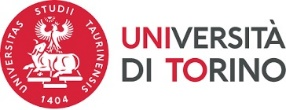 UNIVERSITAS STUDII TAURINENSIS
1404
UNIVERSITÀ
DI TORINO